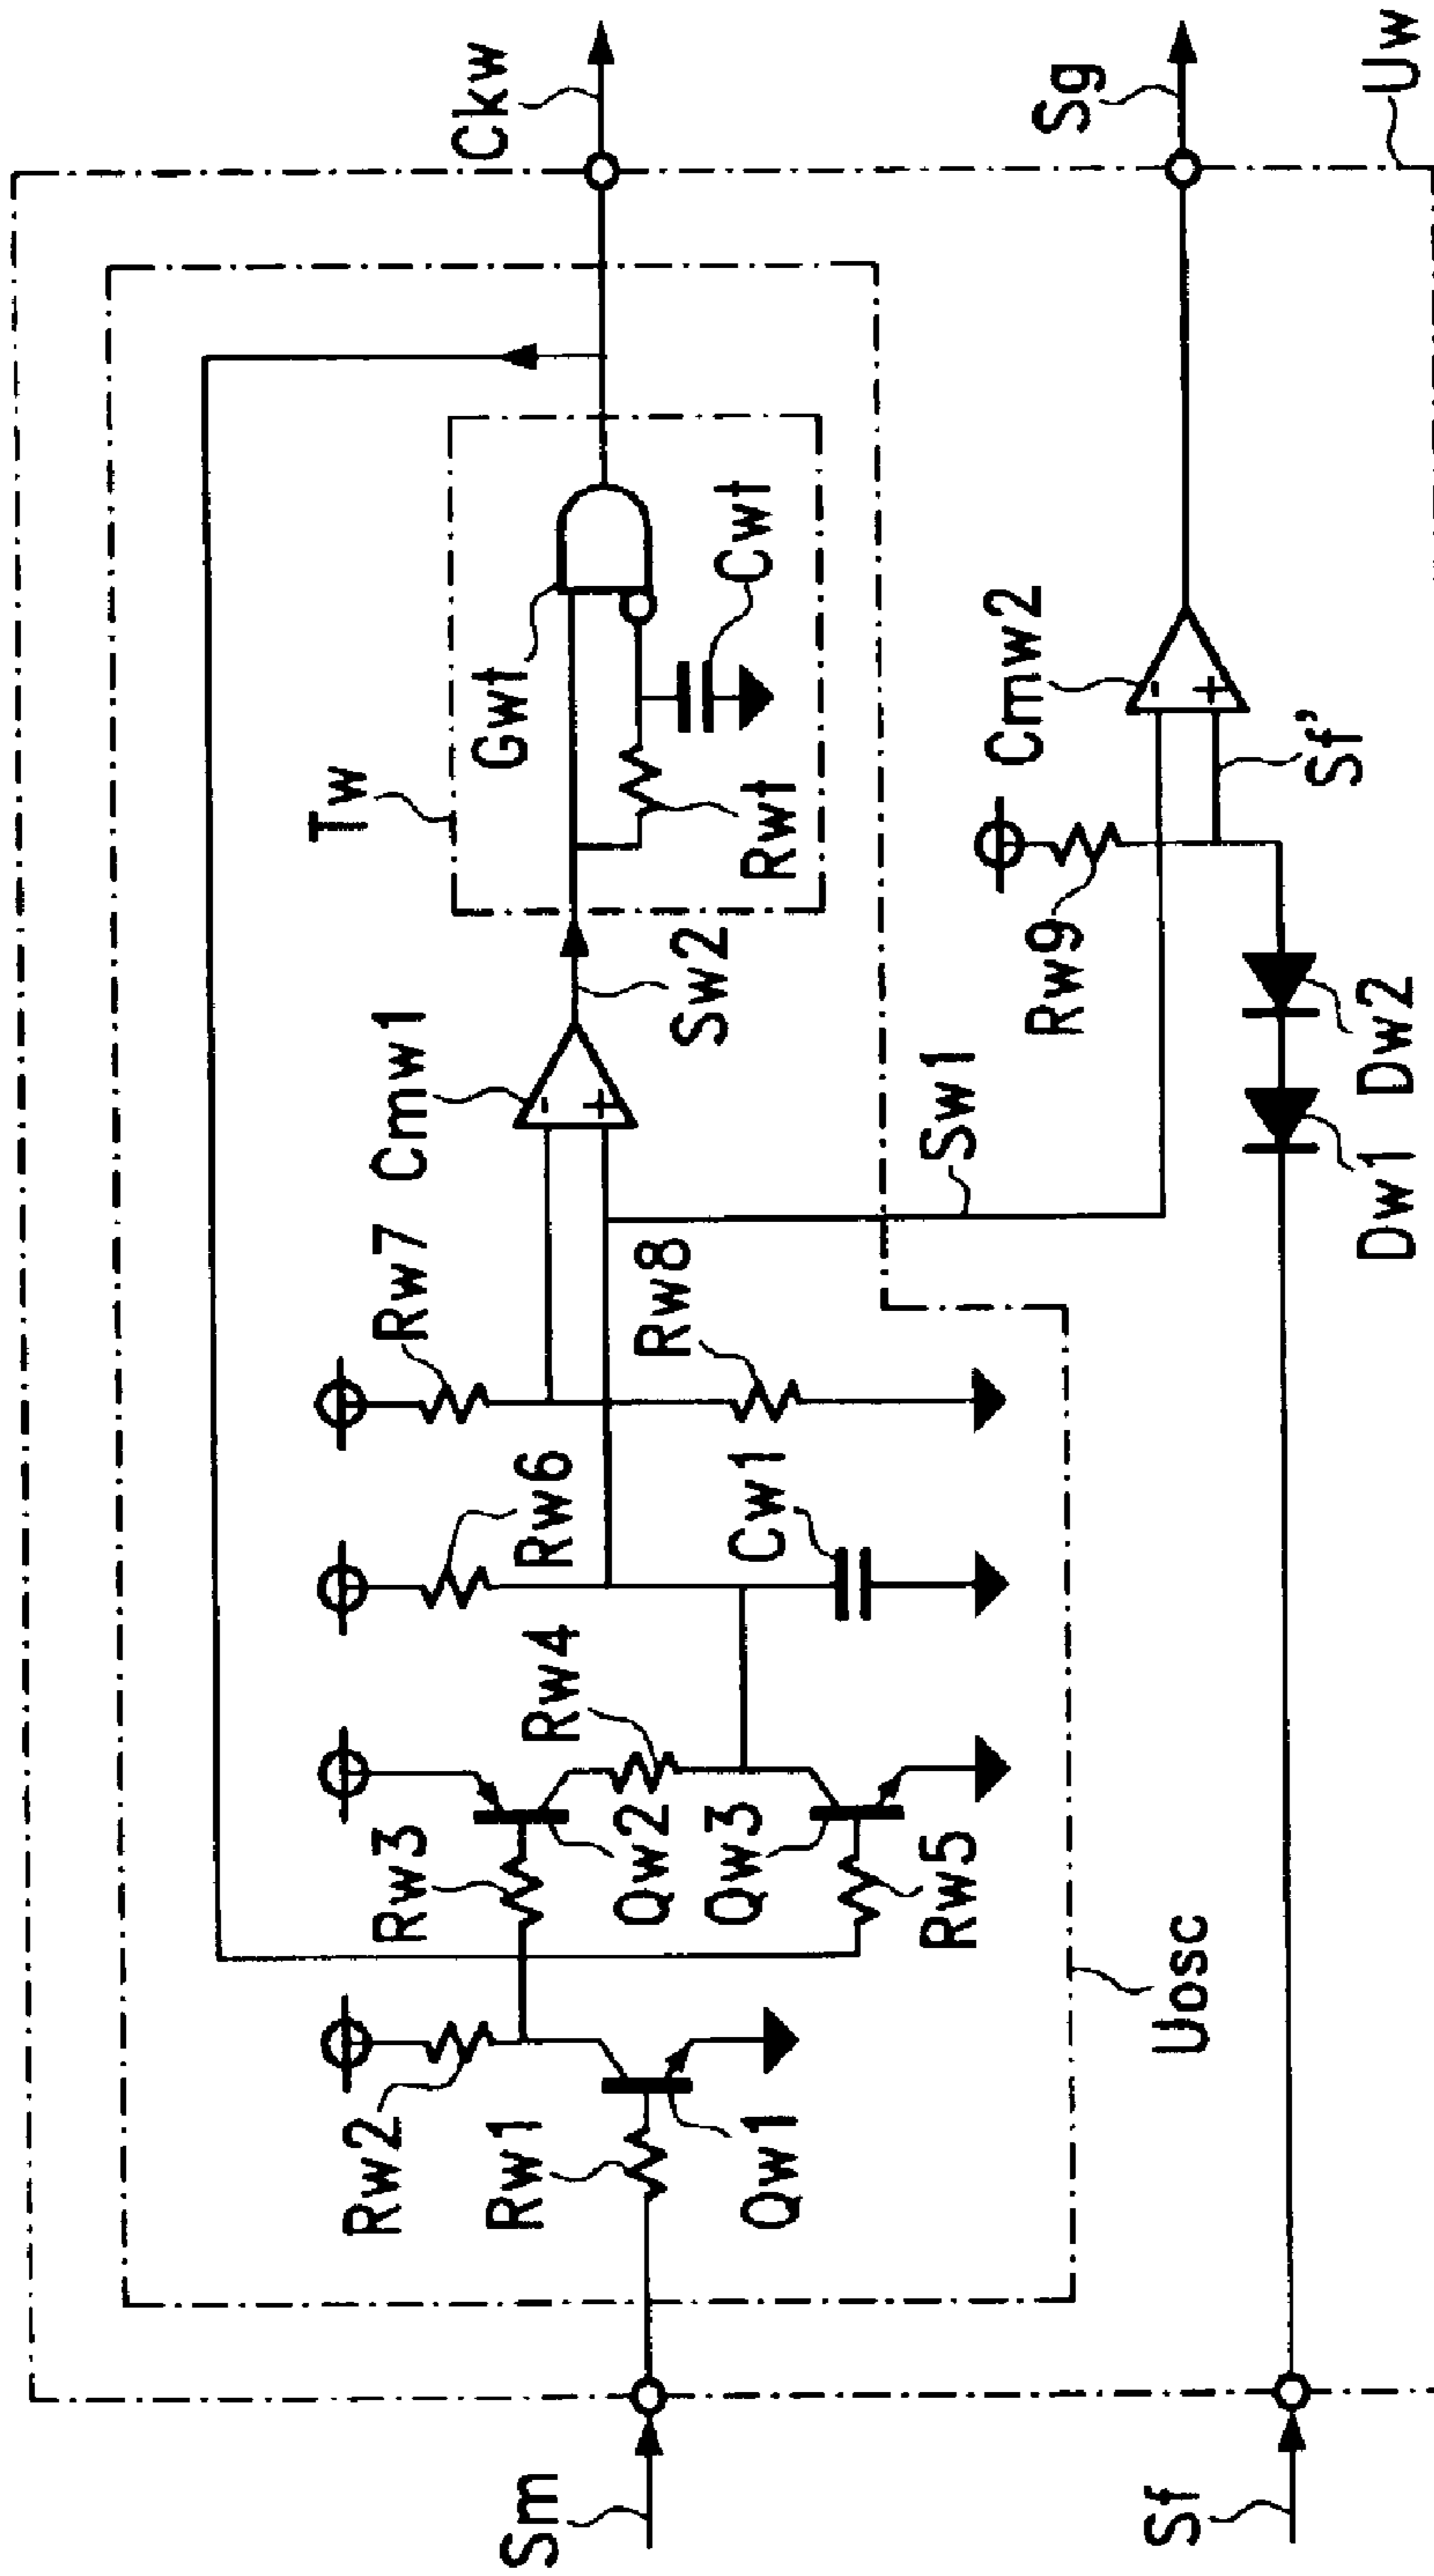 Ckw
Sg
Uw
Tw
Gwt
Cwt
Rwt
Cmw2
Sf'
Rw9
Sw2
Cmw1
Sw1
Dw1 Dw2
Rw7
Rw8
Rw6
Cw1
Rw4
Rw3
Qw2
Qw3
Rw5
Uosc
Rw2
Rw1
Qw1
Sm
Sf
-
+
-
+